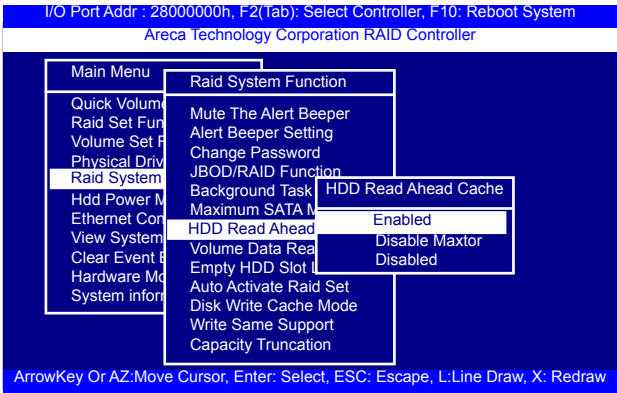 I/O Port Addr : 28000000h, F2(Tab): Select Controller, F10: Reboot System
Areca Technology Corporation RAID Controller
Main Menu
Quick Volume
Raid Set Fun
Volume Set F
Physical Driv
Raid System
Hdd Power M
Ethernet Con
View System
Clear Event
Hardware Mo
System infor
Raid System Function
Mute The Alert Beeper
Alert Beeper Setting
Change Password
JBOD/RAID Function
Background Task
Maximum SATA M
HDD Read Ahead
Volume Data Rea
Empty HDD Slot L
Auto Activate Raid Set
Disk Write Cache Mode
Write Same Support
Capacity Truncation
HDD Read Ahead Cache
Enabled
Disable Maxtor
Disabled
ArrowKey Or AZ:Move Cursor, Enter: Select, ESC: Escape, L:Line Draw, X: Redraw